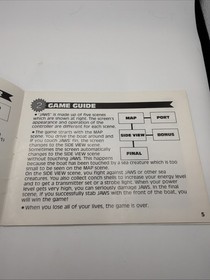 GAME GUIDE
• "JAWS" is made up of five scenes
which are shown at right. The screen's
appearance and operation of the
controller are different for each scene.
• The game starts with the MAP
scene. You drive the boat around and
if you touch JAWS on, the screen
changes to the SIDE VIEW scene
sometimes the screen automatically
changes to the SIDE VIEW scene
without touching JAWS. This happens
because the boat has been touched by a sea creature which is too
small to be seen on the MAP scene.
On the SIDE VIEW scene, you fight against JAWS or other sea
creatures. You also collect conch shells to increase your energy level
and to get a transmitter set or a strobe light. When your power
level gets very high, you can seriously damage JAWS. In the final
scene, if you successfully stab JAWS with the front of the boat, you
will win the game!
• When you lose all of your lives, the game is over.
MAP
PORT
SIDE VIEW
BONUS
FINAL
5